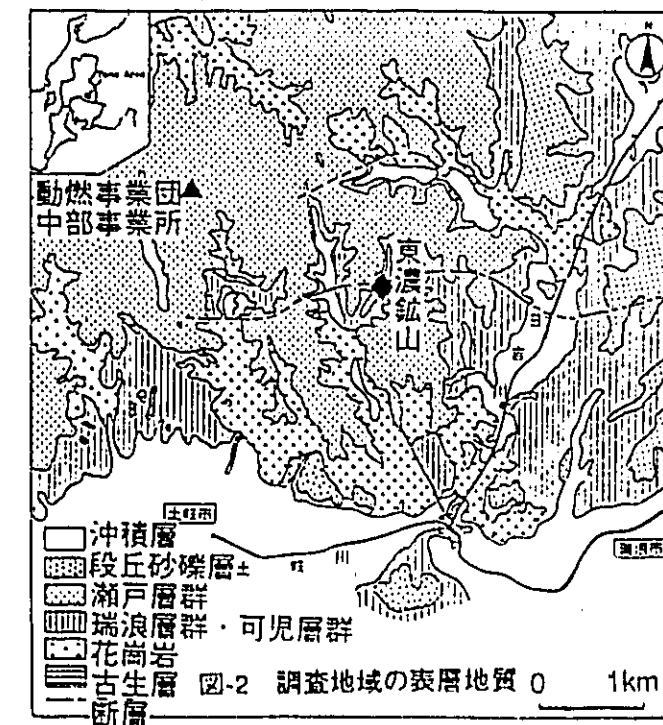 N
動燃事業団
中部事業所
東濃鉱山
日
吉
川
土岐市
瑞浪市
沖積層
段丘砂礫層
瀬戸層群
瑞浪層群・可児層群
花崗岩
古生層
断層
図-2 調査地域の表層地質
0 1km